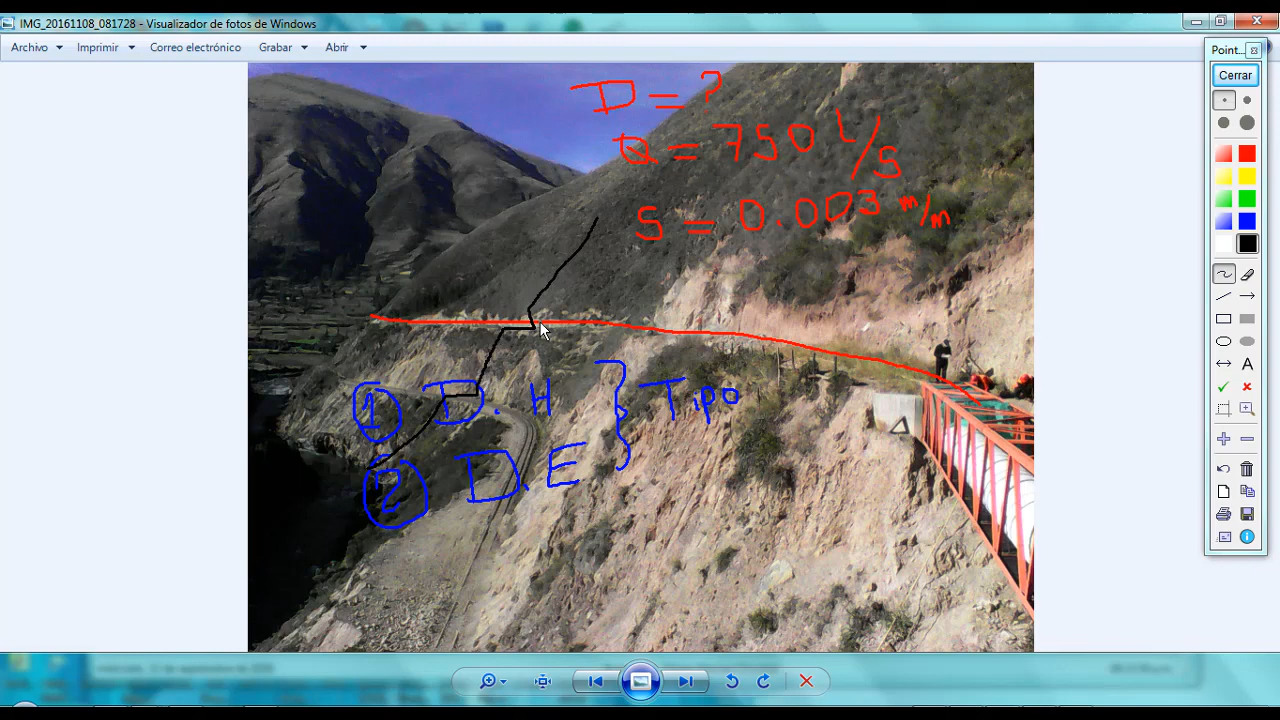 IMG_20161108_081728 - Visualizador de fotos de Windows
Archivo Imprimir Correo electrónico Grabar Abrir
Point...
Cerrar
A
D = ?
Q = 750 L/S
S = 0.003 m/m
1 D.H
2 D.E
} Tipo